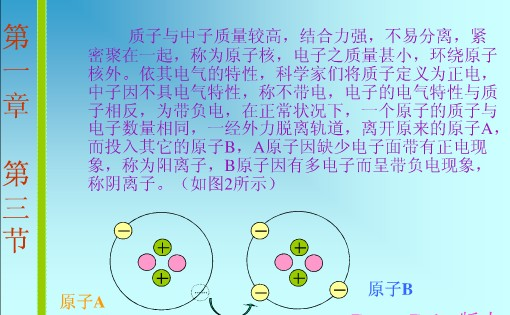 第一章 第三节
质子与中子质量较高，结合力强，不易分离，紧
密聚在一起，称为原子核，电子之质量甚小，环绕原子
核外。依其电气的特性，科学家们将质子定义为正电，
中子因不具电气特性，称不带电，电子的电气特性与质
子相反，为带负电，在正常状况下，一个原子的质子与
电子数量相同，一经外力脱离轨道，离开原来的原子A，
而投入其它的原子B，A原子因缺少电子面带有正电现
象，称为阳离子，B原子因有多电子而呈带负电现象，
称阴离子。（如图2所示）
原子A
原子B